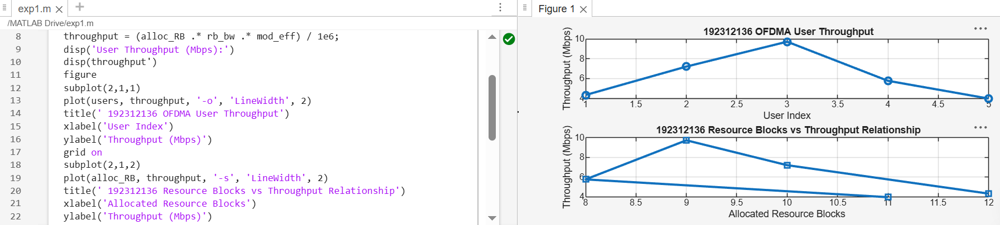 exp1.m
/MATLAB Drive/exp1.m
8 throughput = (alloc_RB .* rb_bw .* mod_eff) / 1e6;
9 disp('User Throughput (Mbps):')
10 disp(throughput')
11 figure
12 subplot(2,1,1)
13 plot(users, throughput, '-o', 'LineWidth', 2)
14 title(' 192312136 OFDMA User Throughput')
15 xlabel('User Index')
16 ylabel('Throughput (Mbps)')
17 grid on
18 subplot(2,1,2)
19 plot(alloc_RB, throughput, '-s', 'LineWidth', 2)
20 title(' 192312136 Resource Blocks vs Throughput Relationship')
21 xlabel('Allocated Resource Blocks')
22 ylabel('Throughput (Mbps)')
Figure 1
192312136 OFDMA User Throughput
Throughput (Mbps)
10
8
6
4
1 1.5 2 2.5 3 3.5 4 4.5 5
User Index
192312136 Resource Blocks vs Throughput Relationship
Throughput (Mbps)
10
8
6
4
8 8.5 9 9.5 10 10.5 11 11.5 12
Allocated Resource Blocks